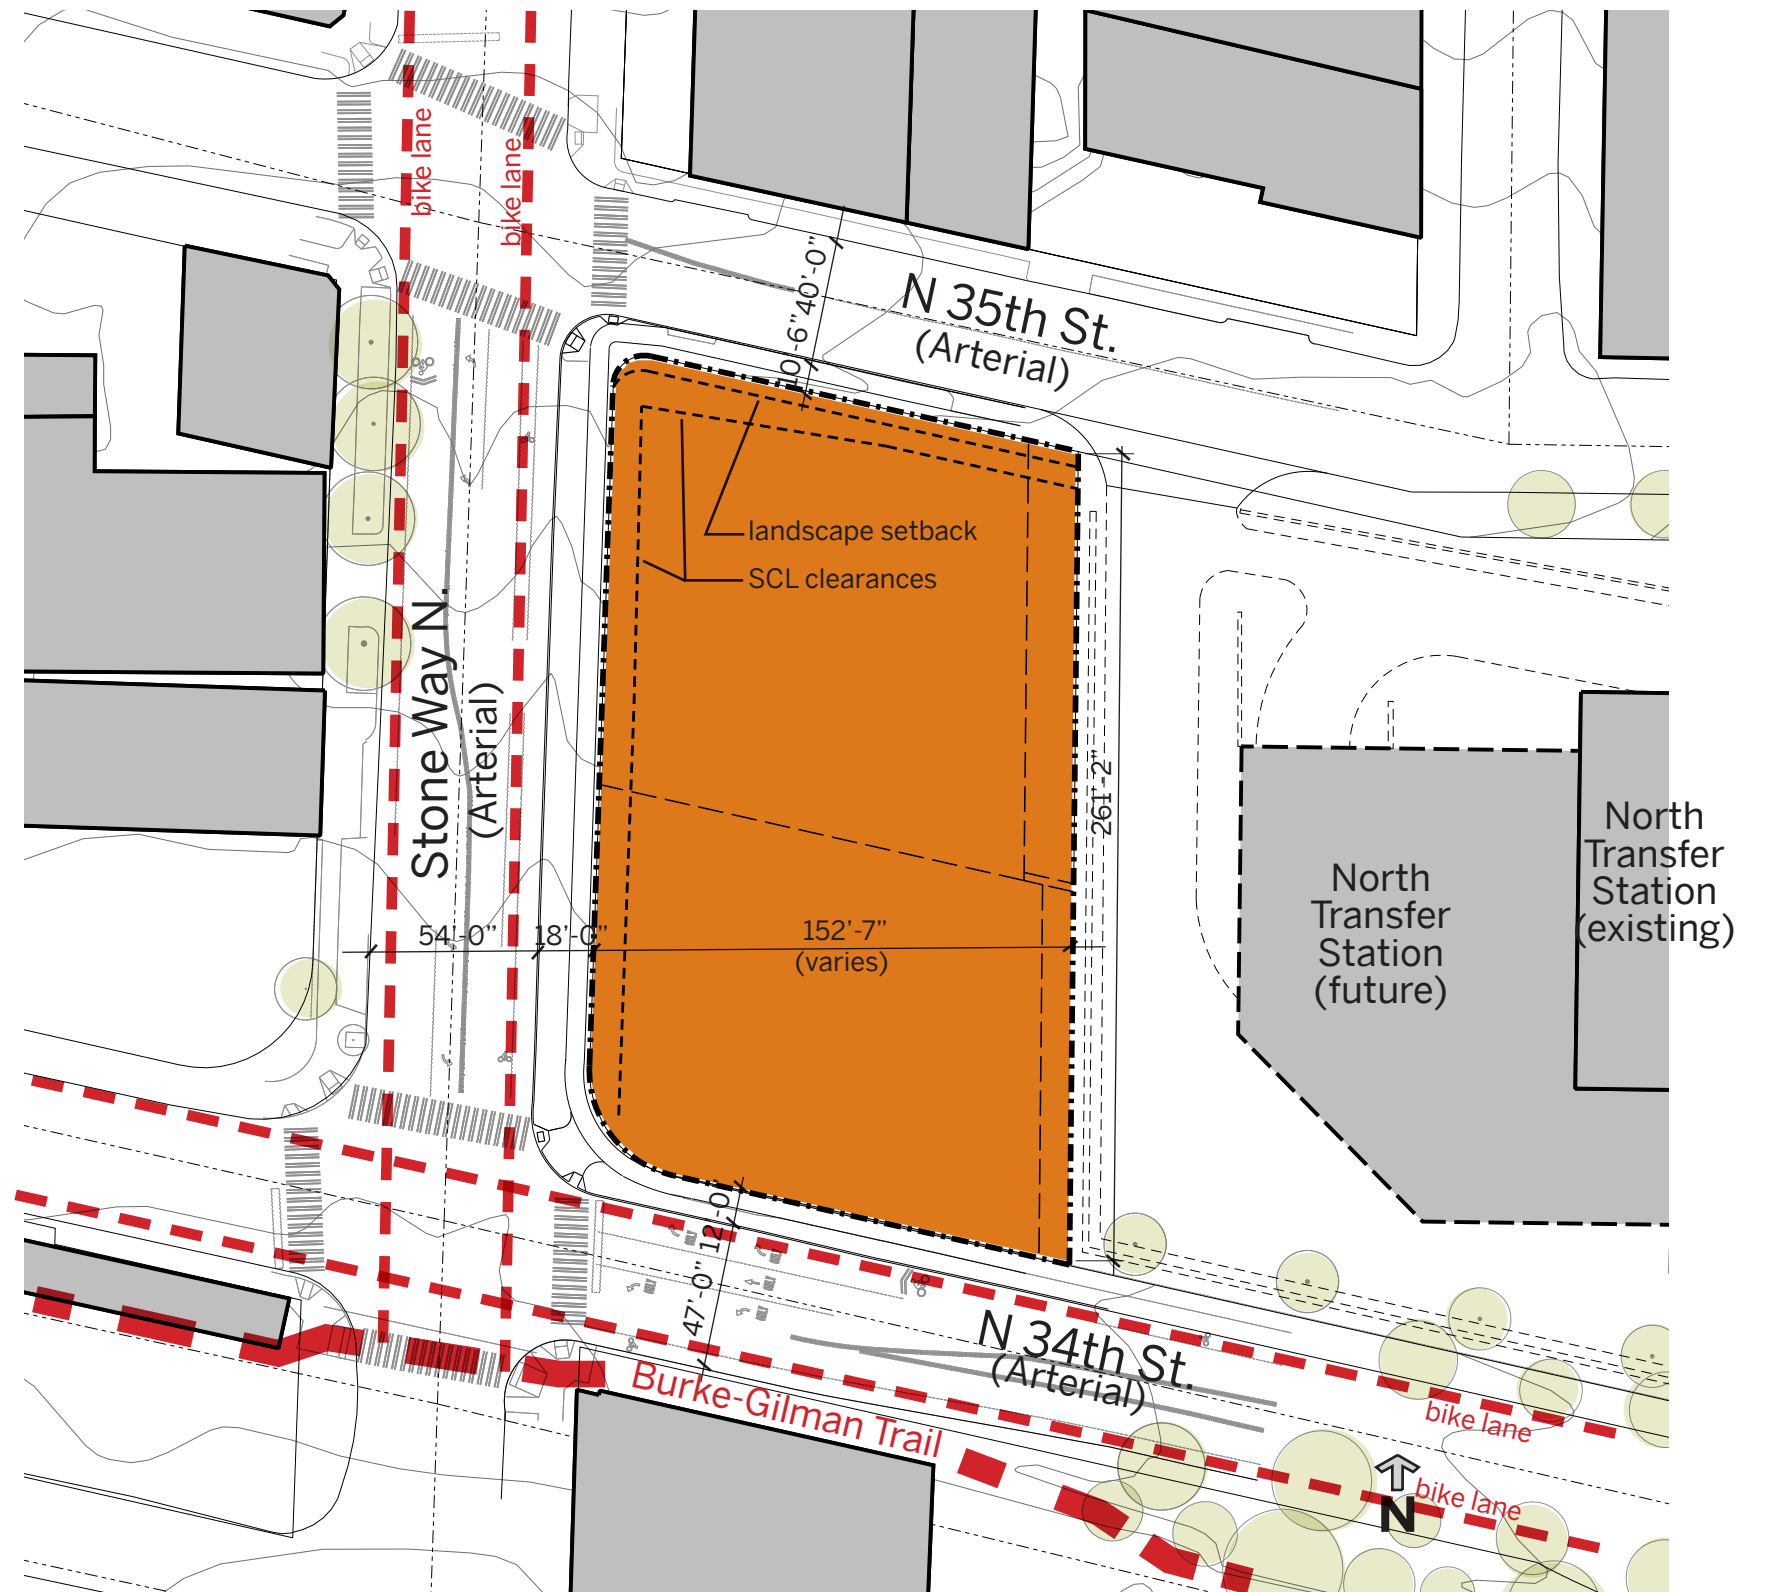 bike lane
bike lane
40’-0”
10’-6”
N 35th St.
(Arterial)
landscape setback
SCL clearances
Stone Way N.
(Arterial)
261’-2”
54’-0”
18’-0”
152’-7”
(varies)
North
Transfer
Station
(future)
North
Transfer
Station
(existing)
12’-0”
47’-0”
N 34th St.
(Arterial)
Burke-Gilman Trail
bike lane
bike lane
N